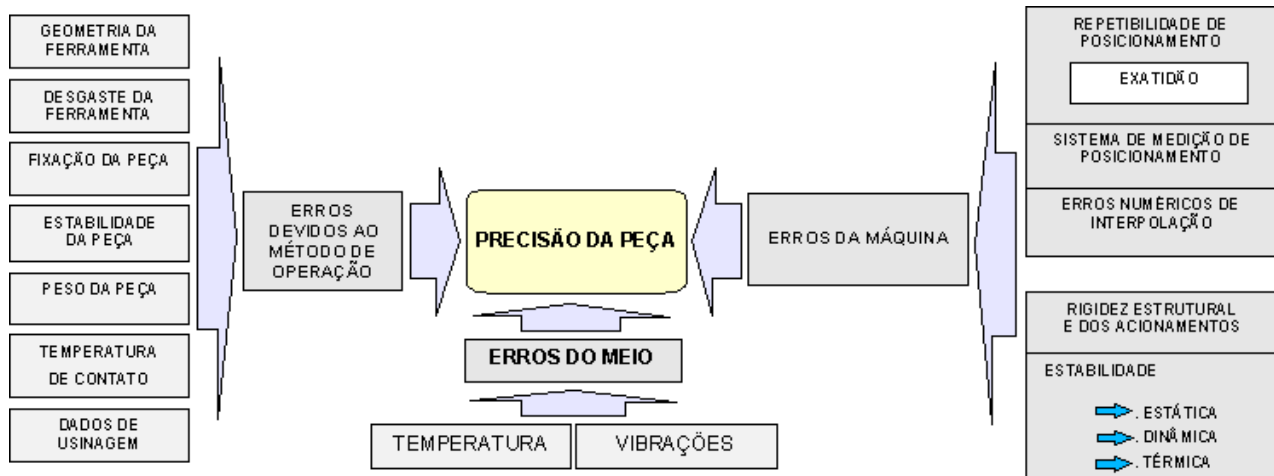 GEOMETRIA DA
FERRAMENTA
DESGASTE DA
FERRAMENTA
FIXAÇÃO DA PEÇA
ESTABILIDADE
DA PEÇA
PESO DA PEÇA
TEMPERATURA
DE CONTATO
DADOS DE
USINAGEM
ERROS
DEVIDOS AO
MÉTODO DE
OPERAÇÃO
PRECISÃO DA PEÇA
ERROS DO MEIO
TEMPERATURA
VIBRAÇÕES
ERROS DA MÁQUINA
REPETIBILIDADE DE
POSICIONAMENTO
EXATIDÃO
SISTEMA DE MEDIÇÃO DE
POSICIONAMENTO
ERROS NUMÉRICOS DE
INTERPOLAÇÃO
RIGIDEZ ESTRUTURAL
E DOS ACIONAMENTOS
ESTABILIDADE
. ESTÁTICA
. DINÂMICA
. TÉRMICA